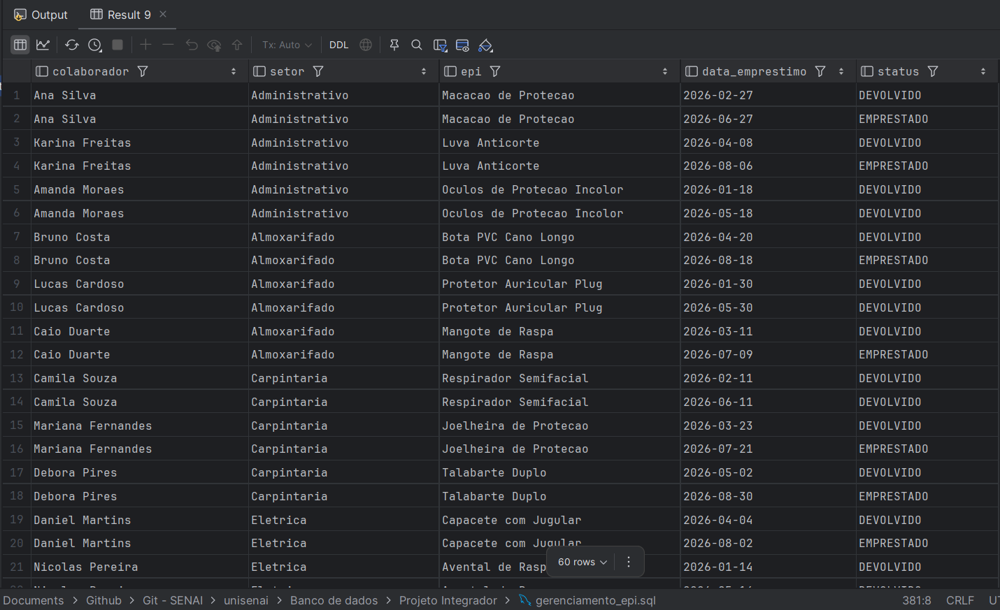 Output Result 9
Tx: Auto DDL
colaborador setor epi data_emprestimo status
1 Ana Silva Administrativo Macacao de Protecao 2026-02-27 DEVOLVIDO
2 Ana Silva Administrativo Macacao de Protecao 2026-06-27 EMPRESTADO
3 Karina Freitas Administrativo Luva Anticorte 2026-04-08 DEVOLVIDO
4 Karina Freitas Administrativo Luva Anticorte 2026-08-06 EMPRESTADO
5 Amanda Moraes Administrativo Oculos de Protecao Incolor 2026-01-18 DEVOLVIDO
6 Amanda Moraes Administrativo Oculos de Protecao Incolor 2026-05-18 DEVOLVIDO
7 Bruno Costa Almoxarifado Bota PVC Cano Longo 2026-04-20 DEVOLVIDO
8 Bruno Costa Almoxarifado Bota PVC Cano Longo 2026-08-18 EMPRESTADO
9 Lucas Cardoso Almoxarifado Protetor Auricular Plug 2026-01-30 DEVOLVIDO
10 Lucas Cardoso Almoxarifado Protetor Auricular Plug 2026-05-30 DEVOLVIDO
11 Caio Duarte Almoxarifado Mangote de Raspa 2026-03-11 DEVOLVIDO
12 Caio Duarte Almoxarifado Mangote de Raspa 2026-07-09 EMPRESTADO
13 Camila Souza Carpintaria Respirador Semifacial 2026-02-11 DEVOLVIDO
14 Camila Souza Carpintaria Respirador Semifacial 2026-06-11 DEVOLVIDO
15 Mariana Fernandes Carpintaria Joelheira de Protecao 2026-03-23 DEVOLVIDO
16 Mariana Fernandes Carpintaria Joelheira de Protecao 2026-07-21 EMPRESTADO
17 Debora Pires Carpintaria Talabarte Duplo 2026-05-02 DEVOLVIDO
18 Debora Pires Carpintaria Talabarte Duplo 2026-08-30 EMPRESTADO
19 Daniel Martins Eletrica Capacete com Jugular 2026-04-04 DEVOLVIDO
20 Daniel Martins Eletrica Capacete com Jugular 2026-08-02 EMPRESTADO
21 Nicolas Pereira Eletrica Avental de Rasp 2026-01-14 DEVOLVIDO
60 rows
Documents > Github > Git - SENAI > unisenai > Banco de dados > Projeto Integrador > gerenciamento_epi.sql 381:8 CRLF